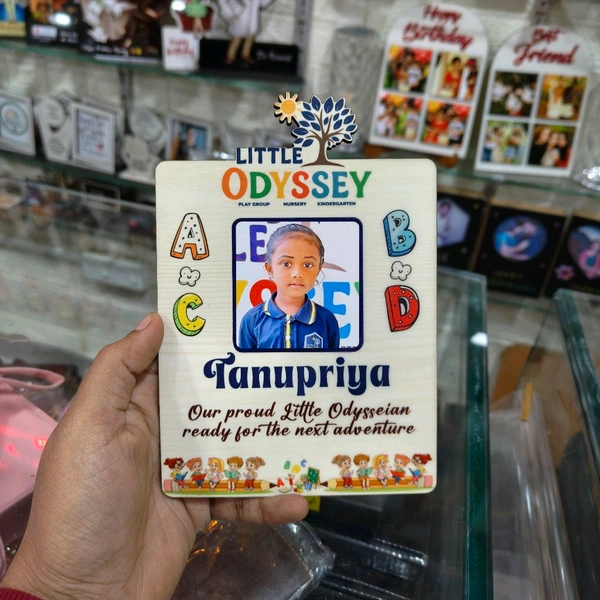 LITTLE
ODYSSEY
PLAY GROUP NURSERY KINDERGARTEN
A B
C D
Tanupriya
Our proud Little Odysseian
ready for the next adventure
Happy
Birthday
Best
Friend